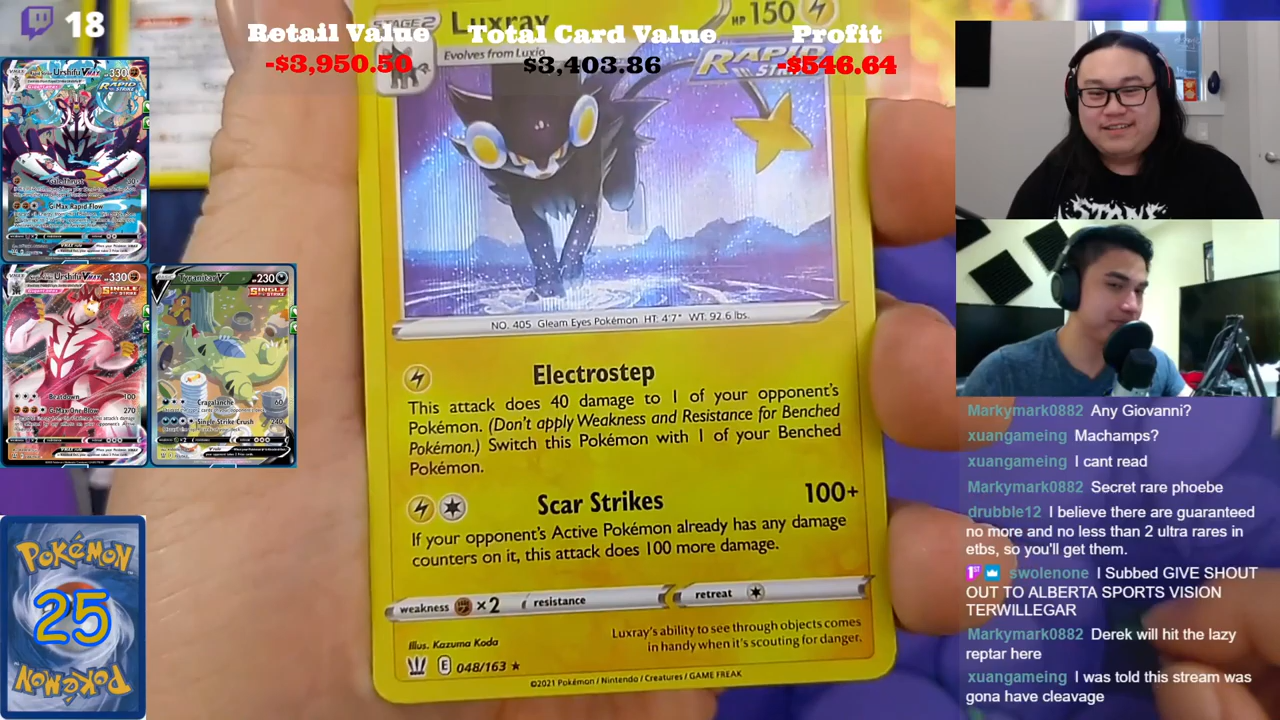 18
Retail Value
-$3,950.50
Total Card Value
$3,403.86
Profit
-$546.64
STAGE 2
Luxray
HP 150
Evolves from Luxio
RAPID
NO. 405 Gleam Eyes Pokémon HT: 4'7" WT: 92.6 lbs.
Electrostep
This attack does 40 damage to 1 of your opponent's
Pokémon. (Don't apply Weakness and Resistance for Benched
Pokémon.) Switch this Pokémon with 1 of your Benched
Pokémon.
Scar Strikes 100+
If your opponent's Active Pokémon already has any damage
counters on it, this attack does 100 more damage.
weakness ×2 resistance retreat
Luxray's ability to see through objects comes
in handy when it's scouting for danger.
Illus. Kazuma Koda
E 048/163 ★
©2021 Pokémon / Nintendo / Creatures / GAME FREAK
Urshifu VMAX 330
RAPID
G-Max Rapid Flow
Urshifu VMAX 330
SINGLE
Beatdown 100
G-Max One-Blow 270
Tyranitar V 230
SINGLE
Cragalanche 60
Single Strike Crush 240
POKéMON
25
POKéMON
Markymark0882 Any Giovanni?
xuangameing Machamps?
xuangameing I cant read
Markymark0882 Secret rare phoebe
drubble12 I believe there are guaranteed
no more and no less than 2 ultra rares in
etbs, so you'll get them.
swolenone I Subbed GIVE SHOUT
OUT TO ALBERTA SPORTS VISION
TERWILLEGAR
Markymark0882 Derek will hit the lazy
reptar here
xuangameing I was told this stream was
gona have cleavage